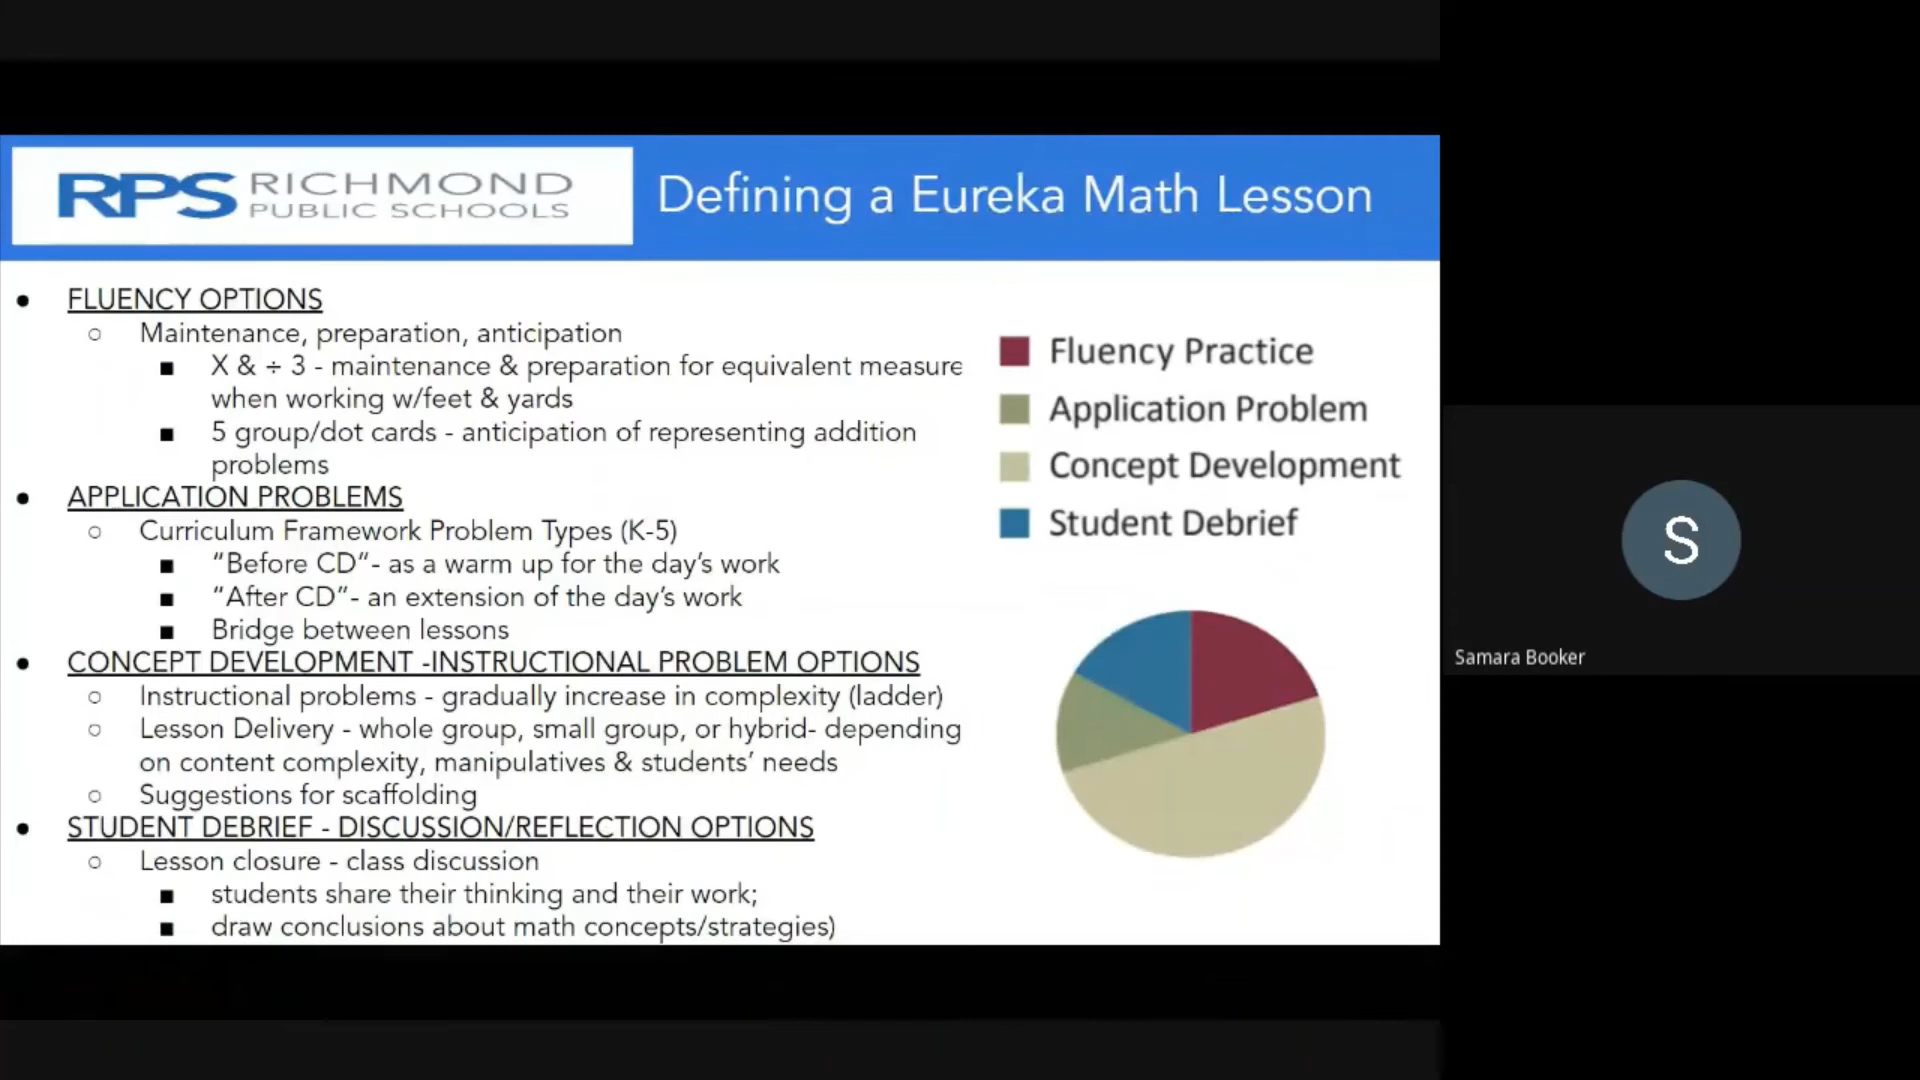 RPS RICHMOND
PUBLIC SCHOOLS
Defining a Eureka Math Lesson
● FLUENCY OPTIONS
○ Maintenance, preparation, anticipation
■ X & ÷ 3 - maintenance & preparation for equivalent measure
when working w/feet & yards
■ 5 group/dot cards - anticipation of representing addition
problems
● APPLICATION PROBLEMS
○ Curriculum Framework Problem Types (K-5)
■ “Before CD”- as a warm up for the day’s work
■ “After CD”- an extension of the day’s work
■ Bridge between lessons
● CONCEPT DEVELOPMENT -INSTRUCTIONAL PROBLEM OPTIONS
○ Instructional problems - gradually increase in complexity (ladder)
○ Lesson Delivery - whole group, small group, or hybrid- depending
on content complexity, manipulatives & students’ needs
○ Suggestions for scaffolding
● STUDENT DEBRIEF - DISCUSSION/REFLECTION OPTIONS
○ Lesson closure - class discussion
■ students share their thinking and their work;
■ draw conclusions about math concepts/strategies)
Fluency Practice
Application Problem
Concept Development
Student Debrief
S
Samara Booker